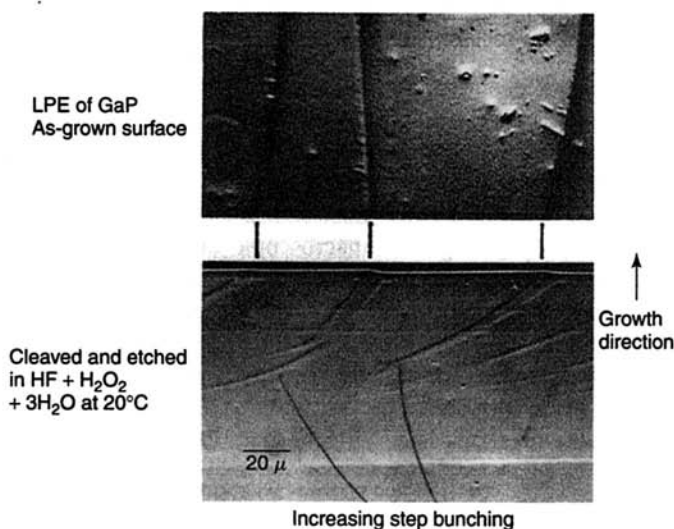 LPE of GaP
As-grown surface
Growth
direction
Cleaved and etched
in HF + H₂O₂
+ 3H₂O at 20°C
20 μ
Increasing step bunching